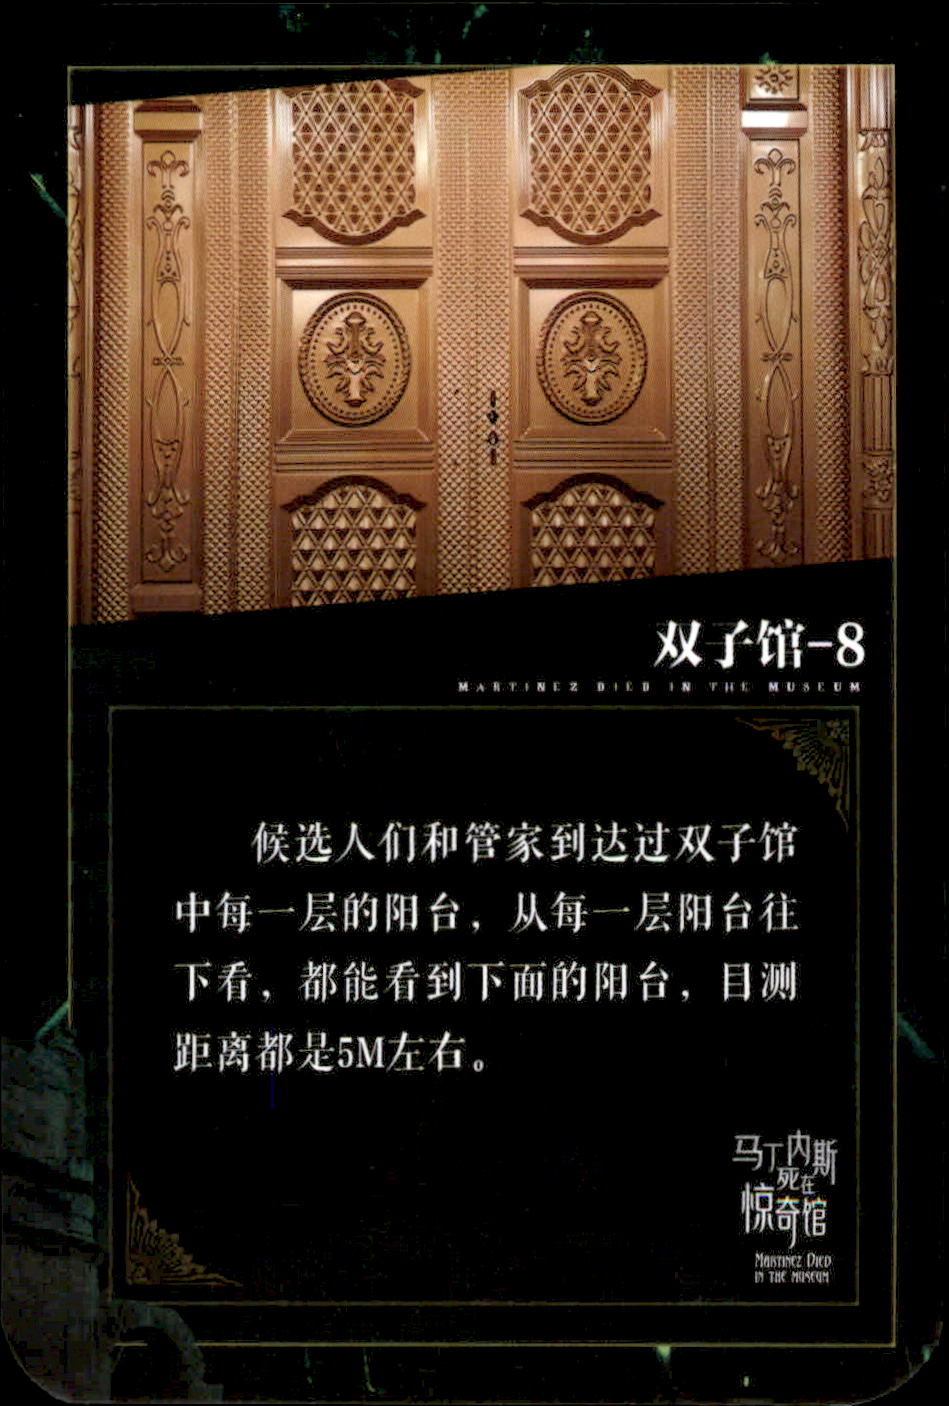 双子馆-8
MARTINEZ DIED IN THE MUSEUM
候选人们和管家到达过双子馆
中每一层的阳台，从每一层阳台往
下看，都能看到下面的阳台，目测
距离都是5M左右。
马丁内斯
死在
惊奇馆
MARTINEZ DIED
IN THE MUSEUM